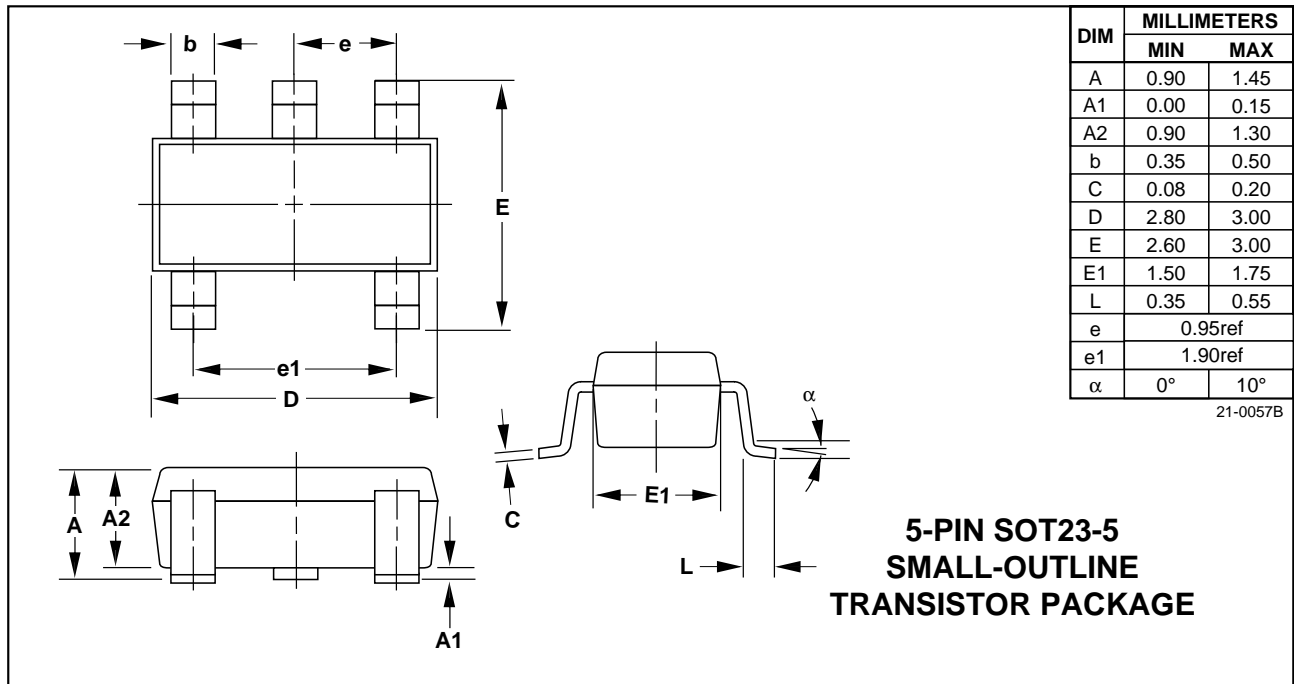 b
e
E
e1
D
A
A2
A1
C
E1
L
α
DIM MILLIMETERS
MIN MAX
A 0.90 1.45
A1 0.00 0.15
A2 0.90 1.30
b 0.35 0.50
C 0.08 0.20
D 2.80 3.00
E 2.60 3.00
E1 1.50 1.75
L 0.35 0.55
e 0.95ref
e1 1.90ref
α 0° 10°
21-0057B
5-PIN SOT23-5
SMALL-OUTLINE
TRANSISTOR PACKAGE